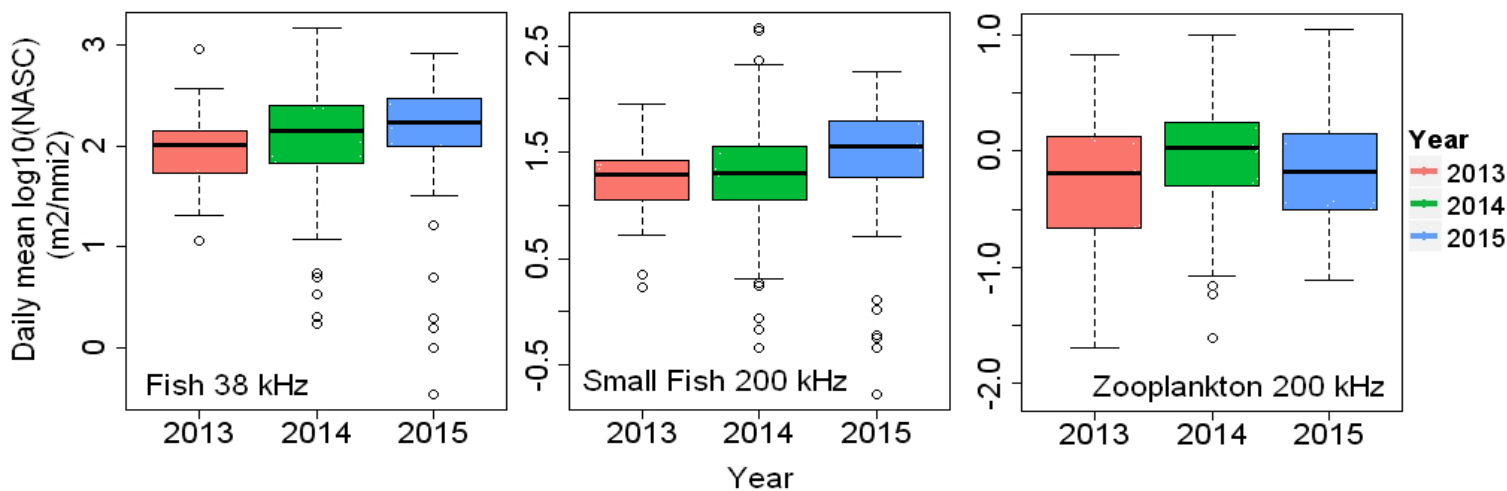 Daily mean log10(NASC)
(m2/nmi2)
3
2
1
0
Fish 38 kHz
2013 2014 2015
2.5
1.5
0.5
-0.5
Small Fish 200 kHz
2013 2014 2015
1.0
0.0
-1.0
-2.0
Zooplankton 200 kHz
2013 2014 2015
Year
Year
2013
2014
2015